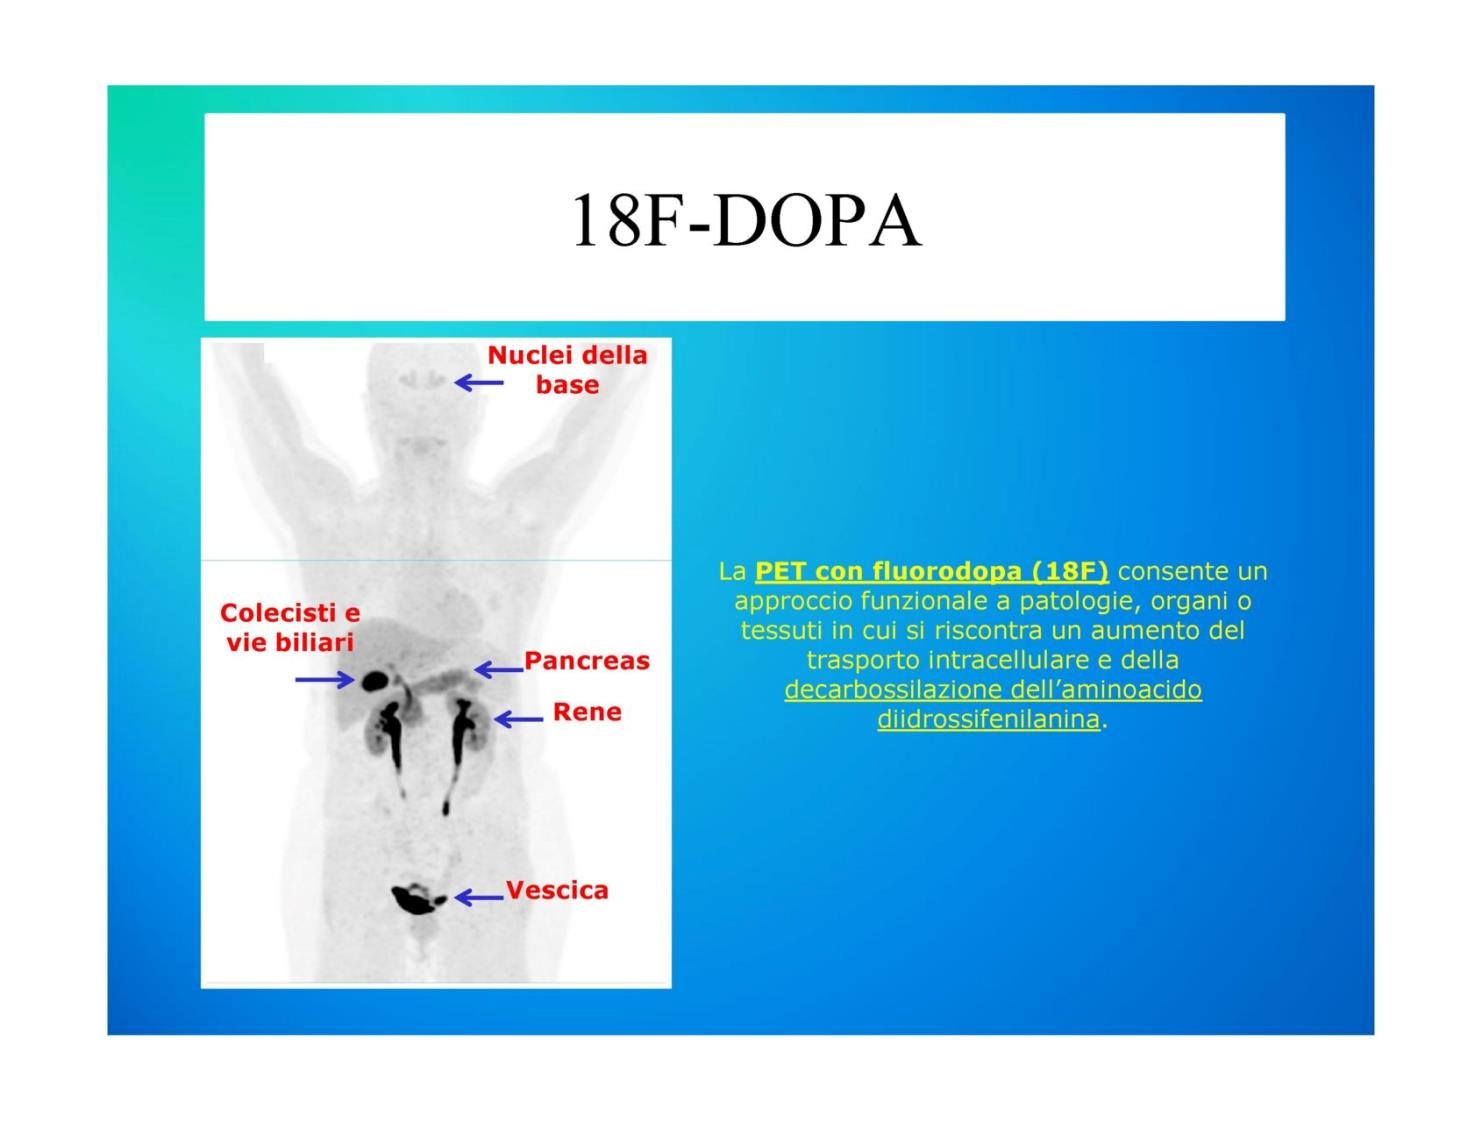 18F-DOPA
Nuclei della
base
Colecisti e
vie biliari
Pancreas
Rene
Vescica
La PET con fluorodopa (18F) consente un
approccio funzionale a patologie, organi o
tessuti in cui si riscontra un aumento del
trasporto intracellulare e della
decarbossilazione dell’aminoacido
diidrossifenilanina.